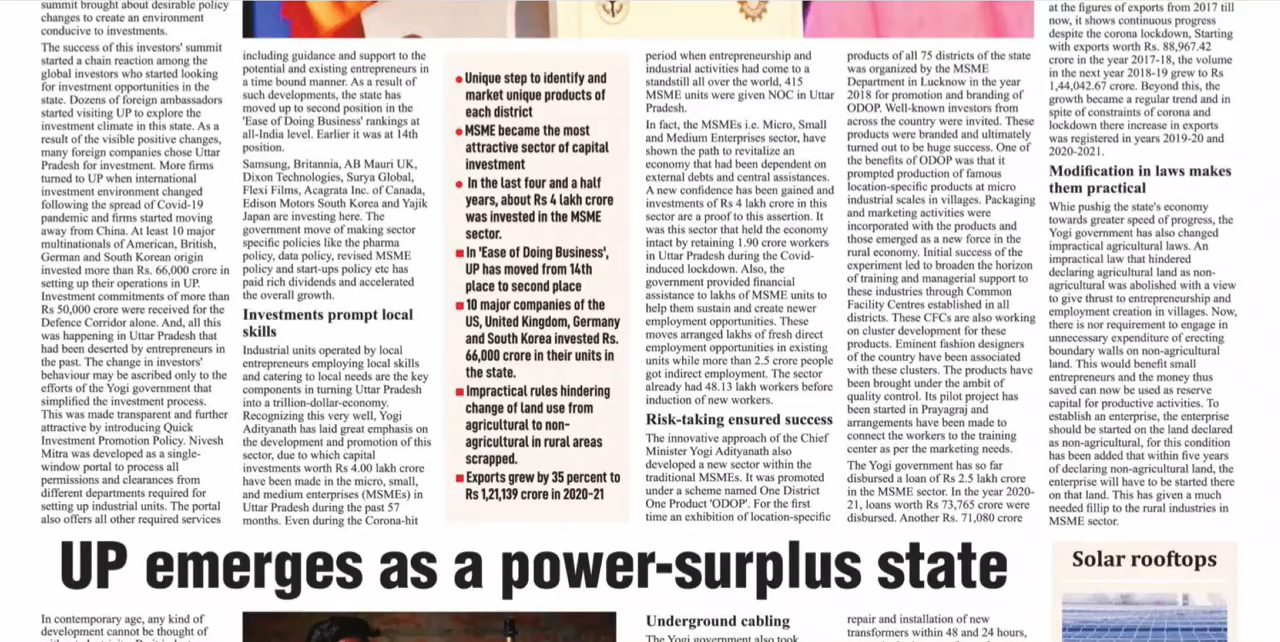 summit brought about desirable policy
changes to create an environment
conducive to investments.
The success of this investors' summit
started a chain reaction among the
global investors who started looking
for investment opportunities in the
state. Dozens of foreign ambassadors
started visiting UP to explore the
investment climate in this state. As a
result of the visible positive changes,
many foreign companies chose Uttar
Pradesh for investment. More firms
turned to UP when international
investment environment changed
following the spread of Covid-19
pandemic and firms started moving
away from China. At least 10 major
multinationals of American, British,
German and South Korean origin
invested more than Rs. 66,000 crore in
setting up their operations in UP.
Investment commitments of more than
Rs 50,000 crore were received for the
Defence Corridor alone. And, all this
was happening in Uttar Pradesh that
had been deserted by entrepreneurs in
the past. The change in investors'
behaviour may be ascribed only to the
efforts of the Yogi government that
simplified the investment process.
This was made transparent and further
attractive by introducing Quick
Investment Promotion Policy. Nivesh
Mitra was developed as a single-
window portal to process all
permissions and clearances from
different departments required for
setting up industrial units. The portal
also offers all other required services
including guidance and support to the
potential and existing entrepreneurs in
a time bound manner. As a result of
such developments, the state has
moved up to second position in the
'Ease of Doing Business' rankings at
all-India level. Earlier it was at 14th
position.
Samsung, Britannia, AB Mauri UK,
Dixon Technologies, Surya Global,
Flexi Films, Acagrata Inc. of Canada,
Edison Motors South Korea and Yajik
Japan are investing here. The
government move of making sector
specific policies like the pharma
policy, data policy, revised MSME
policy and start-ups policy etc has
paid rich dividends and accelerated
the overall growth.
Investments prompt local
skills
Industrial units operated by local
entrepreneurs employing local skills
and catering to local needs are the key
components in turning Uttar Pradesh
into a trillion-dollar-economy.
Recognizing this very well, Yogi
Adityanath has laid great emphasis on
the development and promotion of this
sector, due to which capital
investments worth Rs 4.00 lakh crore
have been made in the micro, small,
and medium enterprises (MSMEs) in
Uttar Pradesh during the past 57
months. Even during the Corona-hit
Unique step to identify and
market unique products of
each district
MSME became the most
attractive sector of capital
investment
In the last four and a half
years, about Rs 4 lakh crore
was invested in the MSME
sector.
In 'Ease of Doing Business',
UP has moved from 14th
place to second place
10 major companies of the
US, United Kingdom, Germany
and South Korea invested Rs.
66,000 crore in their units in
the state.
Impractical rules hindering
change of land use from
agricultural to non-
agricultural in rural areas
scrapped.
Exports grew by 35 percent to
Rs 1,21,139 crore in 2020-21
period when entrepreneurship and
industrial activities had come to a
standstill all over the world, 415
MSME units were given NOC in Uttar
Pradesh.
In fact, the MSMEs i.e. Micro, Small
and Medium Enterprises sector, have
shown the path to revitalize an
economy that had been dependent on
external debts and central assistances.
A new confidence has been gained and
investments of Rs 4 lakh crore in this
sector are a proof to this assertion. It
was this sector that held the economy
intact by retaining 1.90 crore workers
in Uttar Pradesh during the Covid-
induced lockdown. Also, the
government provided financial
assistance to lakhs of MSME units to
help them sustain and create newer
employment opportunities. These
moves arranged lakhs of fresh direct
employment opportunities in existing
units while more than 2.5 crore people
got indirect employment. The sector
already had 48.13 lakh workers before
induction of new workers.
Risk-taking ensured success
The innovative approach of the Chief
Minister Yogi Adityanath also
developed a new sector within the
traditional MSMEs. It was promoted
under a scheme named One District
One Product 'ODOP'. For the first
time an exhibition of location-specific
products of all 75 districts of the state
was organized by the MSME
Department in Lucknow in the year
2018 for promotion and branding of
ODOP. Well-known investors from
across the country were invited. These
products were branded and ultimately
turned out to be huge success. One of
the benefits of ODOP was that it
prompted production of famous
location-specific products at micro
industrial scales in villages. Packaging
and marketing activities were
incorporated with the products and
those emerged as a new force in the
rural economy. Initial success of the
experiment led to broaden the horizon
of training and managerial support to
these industries through Common
Facility Centres established in all
districts. These CFCs are also working
on cluster development for these
products. Eminent fashion designers
of the country have been associated
with these clusters. The products have
been brought under the ambit of
quality control. Its pilot project has
been started in Prayagraj and
arrangements have been made to
connect the workers to the training
center as per the marketing needs.
The Yogi government has so far
disbursed a loan of Rs 2.5 lakh crore
in the MSME sector. In the year 2020-
21, loans worth Rs 73,765 crore were
disbursed. Another Rs. 71,080 crore
at the figures of exports from 2017 till
now, it shows continuous progress
despite the corona lockdown, Starting
with exports worth Rs. 88,967.42
crore in the year 2017-18, the volume
in the next year 2018-19 grew to Rs
1,44,042.67 crore. Beyond this, the
growth became a regular trend and in
spite of constraints of corona and
lockdown there increase in exports
was registered in years 2019-20 and
2020-2021.
Modification in laws makes
them practical
Whie pushing the state's economy
towards greater speed of progress, the
Yogi government has also changed
impractical agricultural laws. An
impractical law that hindered
declaring agricultural land as non-
agricultural was abolished with a view
to give thrust to entrepreneurship and
employment creation in villages. Now,
there is nor requirement to engage in
unnecessary expenditure of erecting
boundary walls on non-agricultural
land. This would benefit small
entrepreneurs and the money thus
saved can now be used as reserve
capital for productive activities. To
establish an enterprise, the enterprise
should be started on the land declared
as non-agricultural, for this condition
has been added that within five years
of declaring non-agricultural land, the
enterprise will have to be started there
on that land. This has given a much
needed fillip to the rural industries in
MSME sector.
UP emerges as a power-surplus state
Solar rooftops
In contemporary age, any kind of
development cannot be thought of
Underground cabling
The Yogi government also took
repair and installation of new
transformers within 48 and 24 hours,